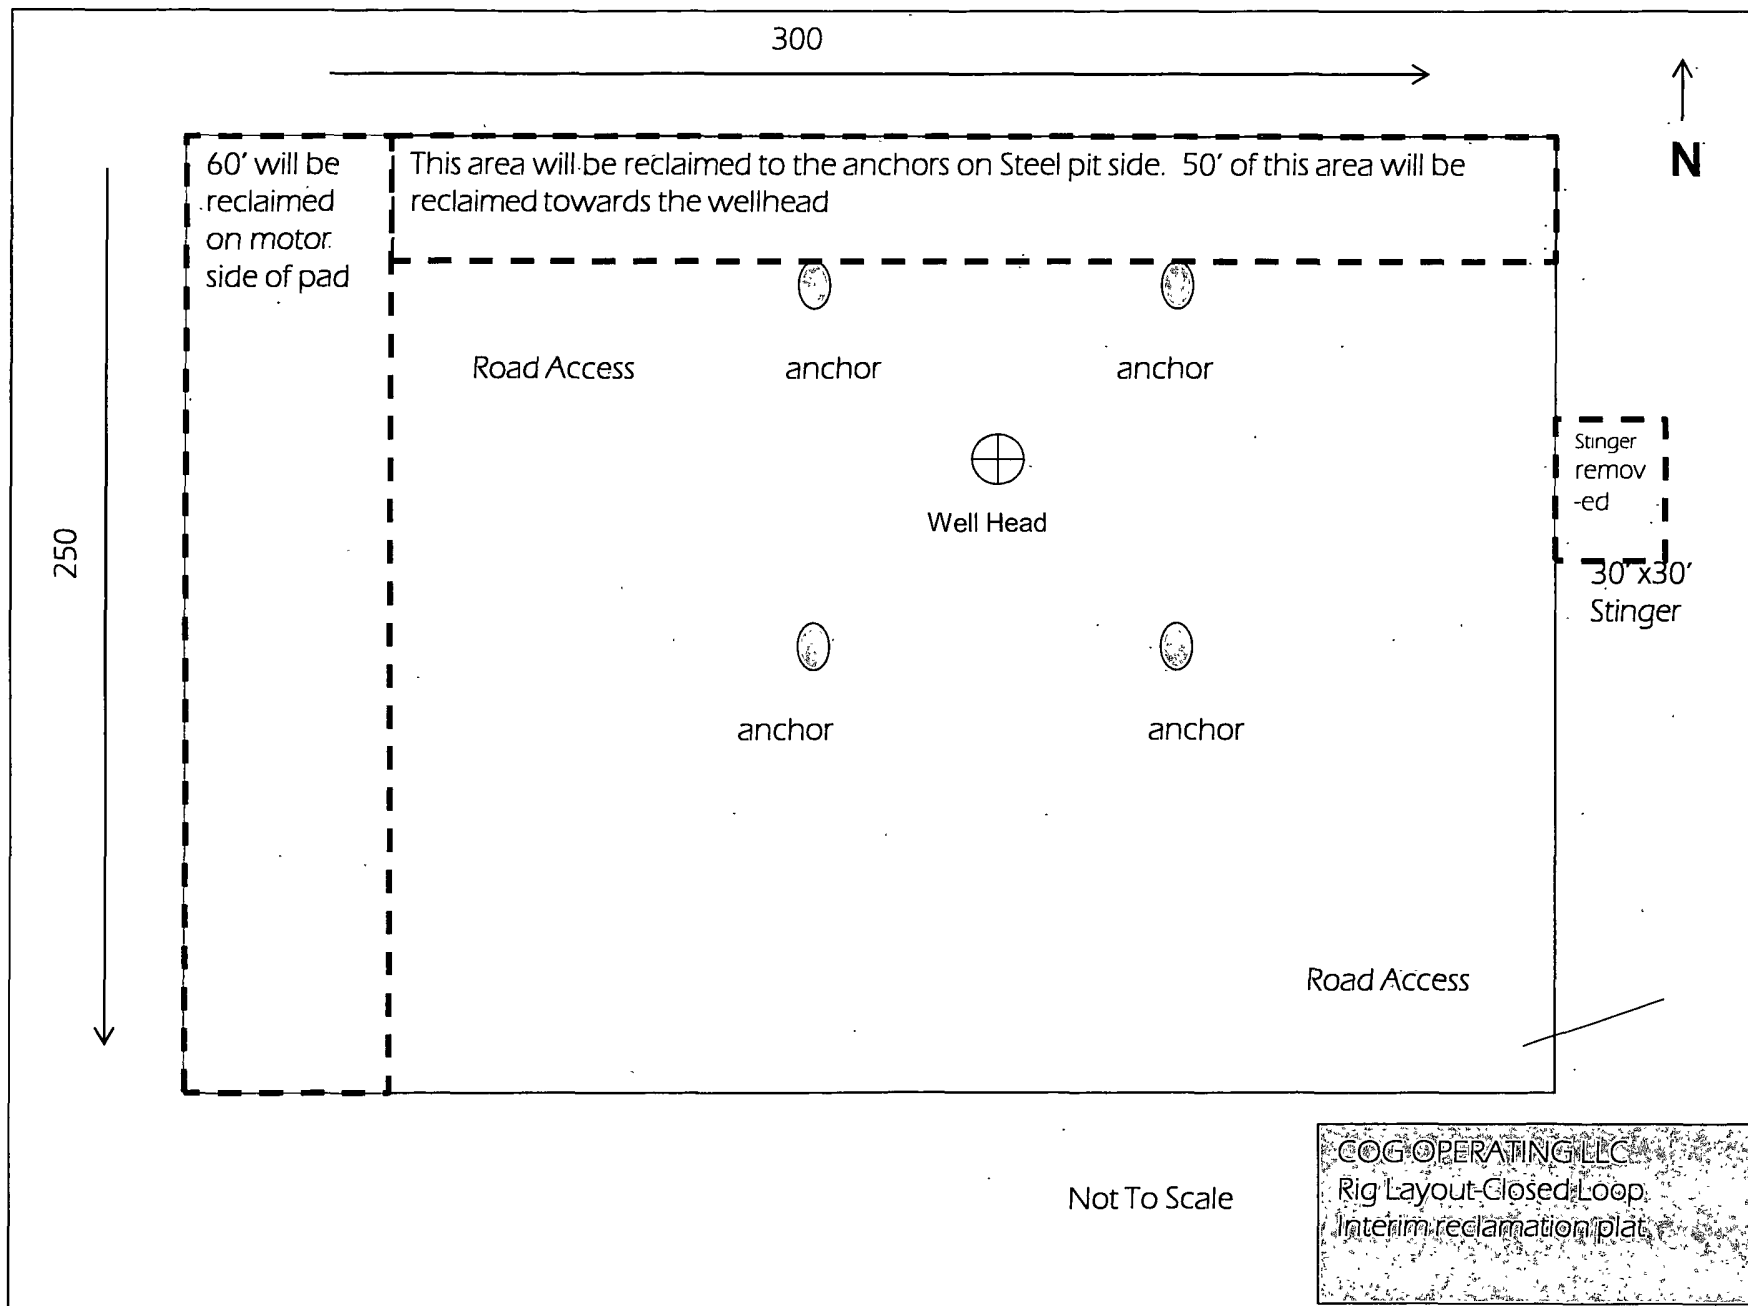 300
N
60' will be
reclaimed
on motor
side of pad
This area will be reclaimed to the anchors on Steel pit side. 50' of this area will be
reclaimed towards the wellhead
Road Access
anchor
anchor
Stinger
remov
-ed
Well Head
250
30' x30'
Stinger
anchor
anchor
Road Access
Not To Scale
COG OPERATING LLC
Rig Layout-Closed Loop
Interim reclamation plat